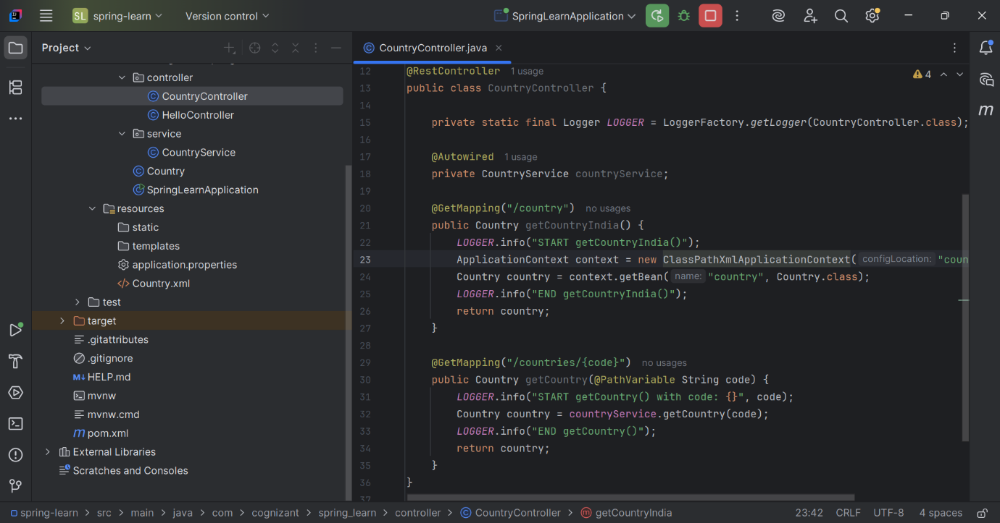 SL spring-learn Version control SpringLearnApplication
Project
CountryController.java
controller
CountryController
HelloController
service
CountryService
Country
SpringLearnApplication
resources
static
templates
application.properties
Country.xml
test
target
.gitattributes
.gitignore
M↓ HELP.md
mvnw
mvnw.cmd
m pom.xml
External Libraries
Scratches and Consoles
4
12 @RestController 1 usage
13 public class CountryController {
14
15 private static final Logger LOGGER = LoggerFactory.getLogger(CountryController.class);
16
17 @Autowired 1 usage
18 private CountryService countryService;
19
20 @GetMapping("/country") no usages
21 public Country getCountryIndia() {
22 LOGGER.info("START getCountryIndia()");
23 ApplicationContext context = new ClassPathXmlApplicationContext( configLocation: "coun
24 Country country = context.getBean( name: "country", Country.class);
25 LOGGER.info("END getCountryIndia()");
26 return country;
27 }
28
29 @GetMapping("/countries/{code}") no usages
30 public Country getCountry(@PathVariable String code) {
31 LOGGER.info("START getCountry() with code: {}", code);
32 Country country = countryService.getCountry(code);
33 LOGGER.info("END getCountry()");
34 return country;
35 }
36 }
37
m
spring-learn > src > main > java > com > cognizant > spring_learn > controller > CountryController > getCountryIndia 23:42 CRLF UTF-8 4 spaces